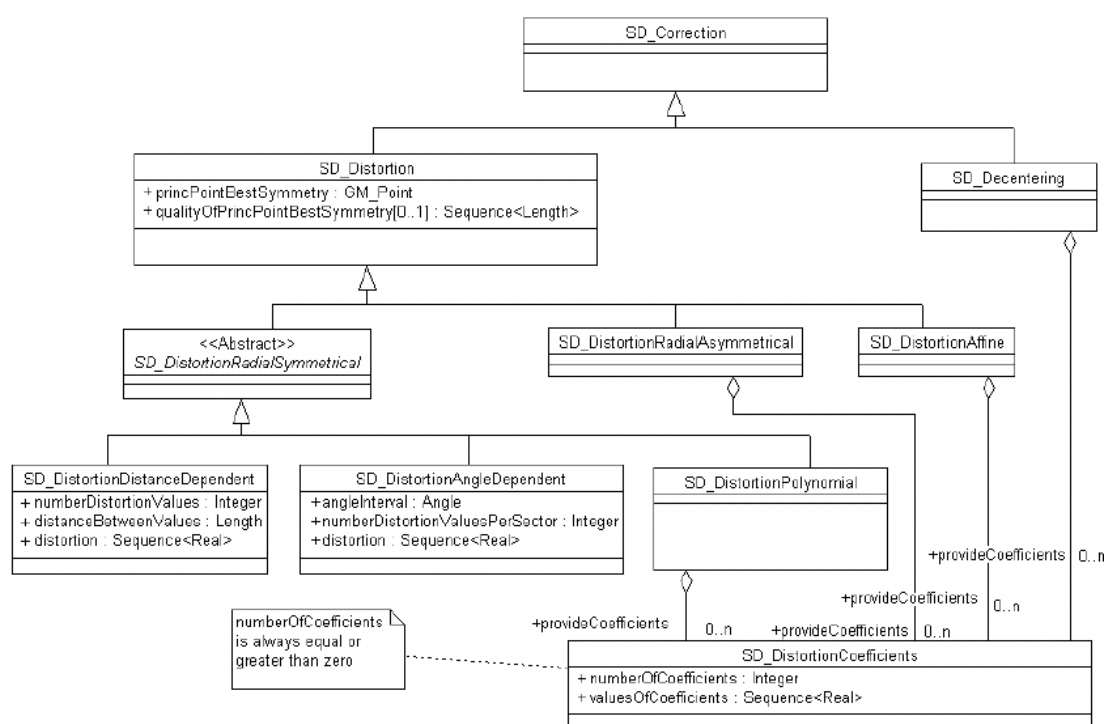 SD_Correction
SD_Distortion
+ princPointBestSymmetry : GM_Point
+ qualityOfPrincPointBestSymmetry[0..1] : Sequence<Length>
SD_Decentering
<<Abstract>>
SD_DistortionRadialSymmetrical
SD_DistortionRadialAsymmetrical
SD_DistortionAffine
SD_DistortionDistanceDependent
+ numberDistortionValues : Integer
+ distanceBetweenValues : Length
+ distortion : Sequence<Real>
SD_DistortionAngleDependent
+angleInterval : Angle
+numberDistortionValuesPerSector : Integer
+distortion : Sequence<Real>
SD_DistortionPolynomial
+provideCoefficients
0..n
+provideCoefficients
0..n
+provideCoefficients
0..n
+provideCoefficients
0..n
numberOfCoefficients
is always equal or
greater than zero
SD_DistortionCoefficients
+ numberOfCoefficients : Integer
+ valuesOfCoefficients : Sequence<Real>